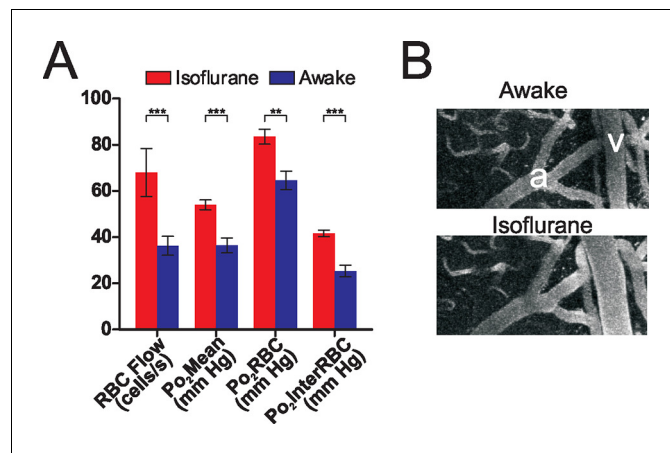 A
Isoflurane
Awake
100
80
60
40
20
0
***
***
**
***
RBC Flow
(cells/s)
Po₂Mean
(mm Hg)
Po₂RBC
(mm Hg)
Po₂InterRBC
(mm Hg)
B
Awake
a
v
Isoflurane